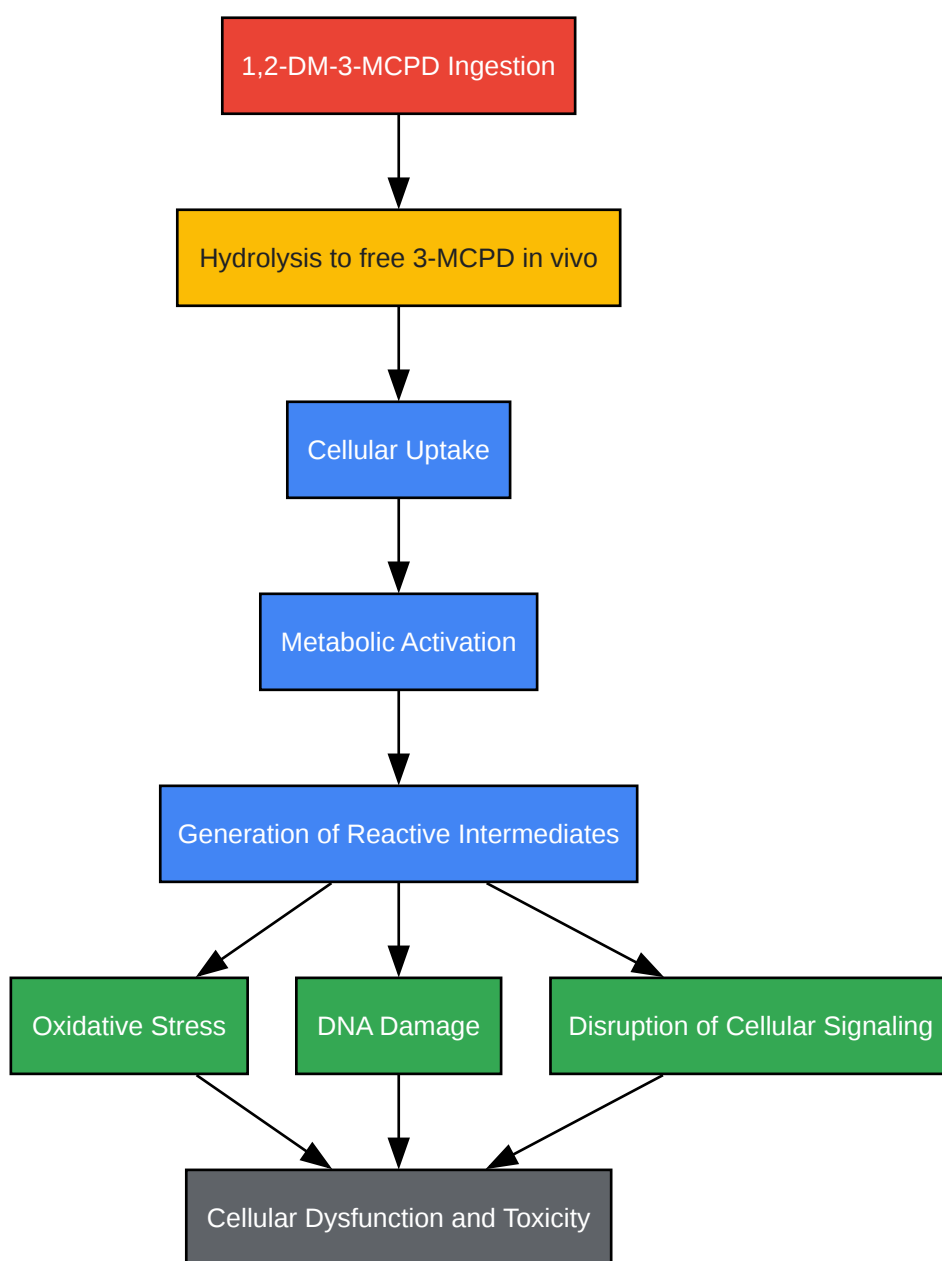 1,2-DM-3-MCPD Ingestion
Hydrolysis to free 3-MCPD in vivo
Cellular Uptake
Metabolic Activation
Generation of Reactive Intermediates
Oxidative Stress
DNA Damage
Disruption of Cellular Signaling
Cellular Dysfunction and Toxicity